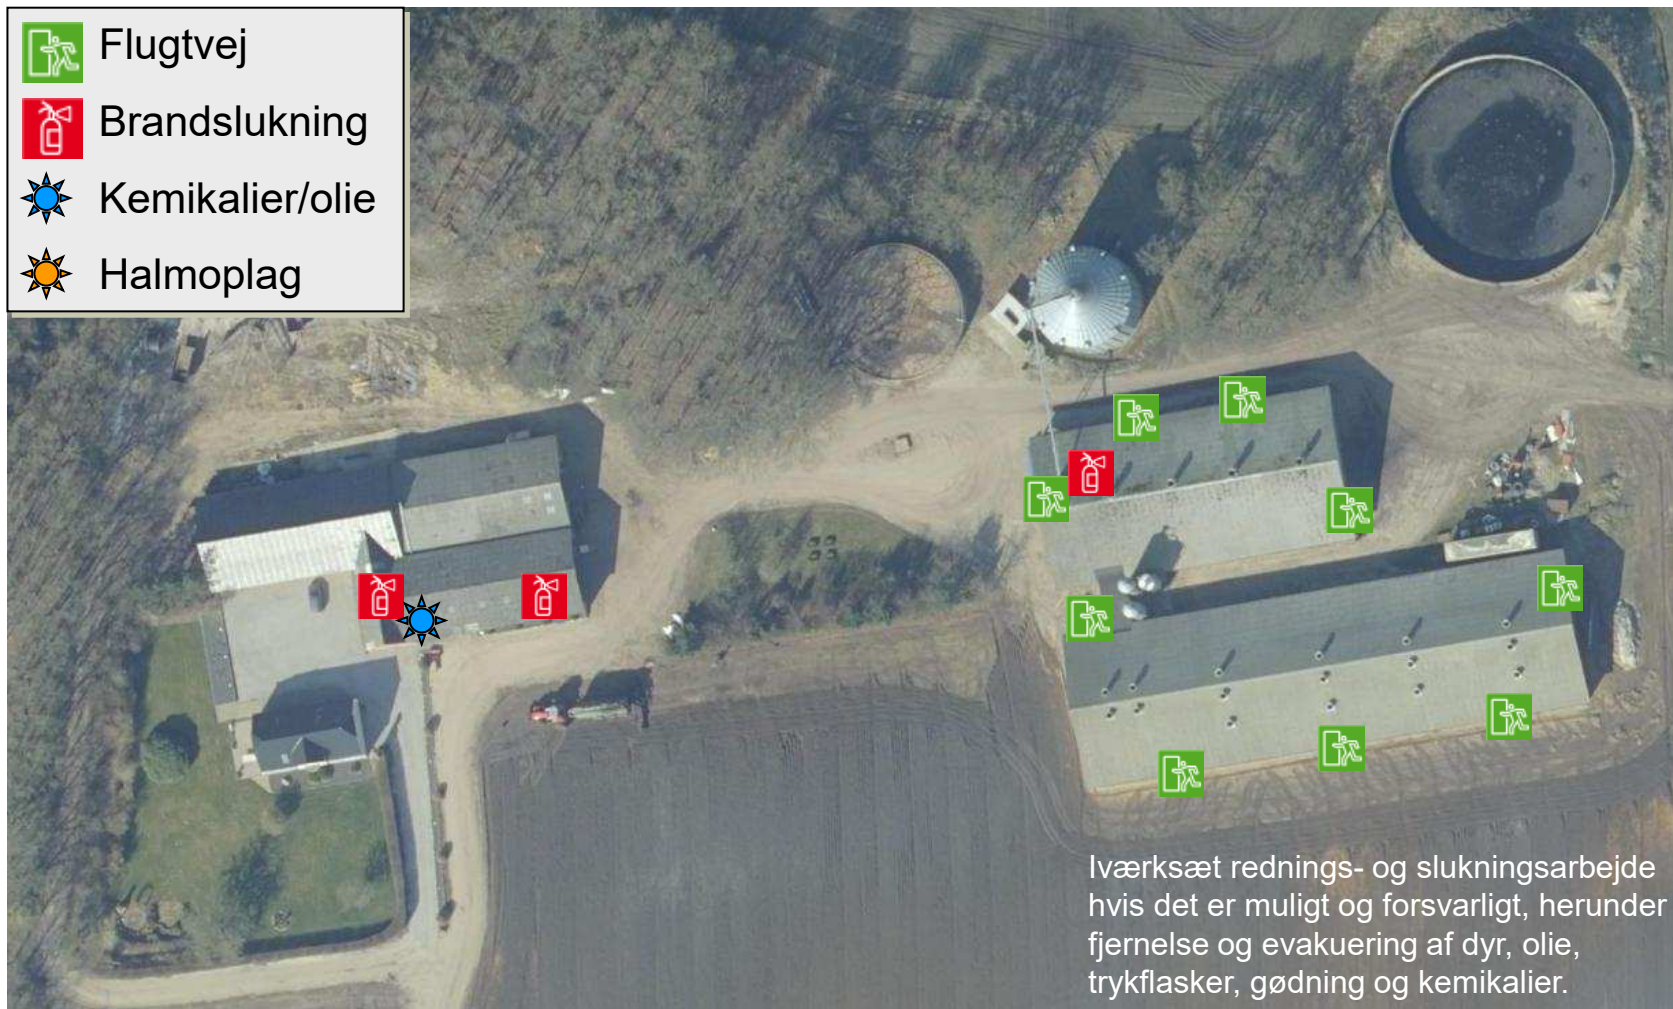 Flugtvej
Brandslukning
Kemikalier/olie
Halmoplag
Iværksæt rednings- og slukningsarbejde
hvis det er muligt og forsvarligt, herunder
fjernelse og evakuering af dyr, olie,
trykflasker, gødning og kemikalier.